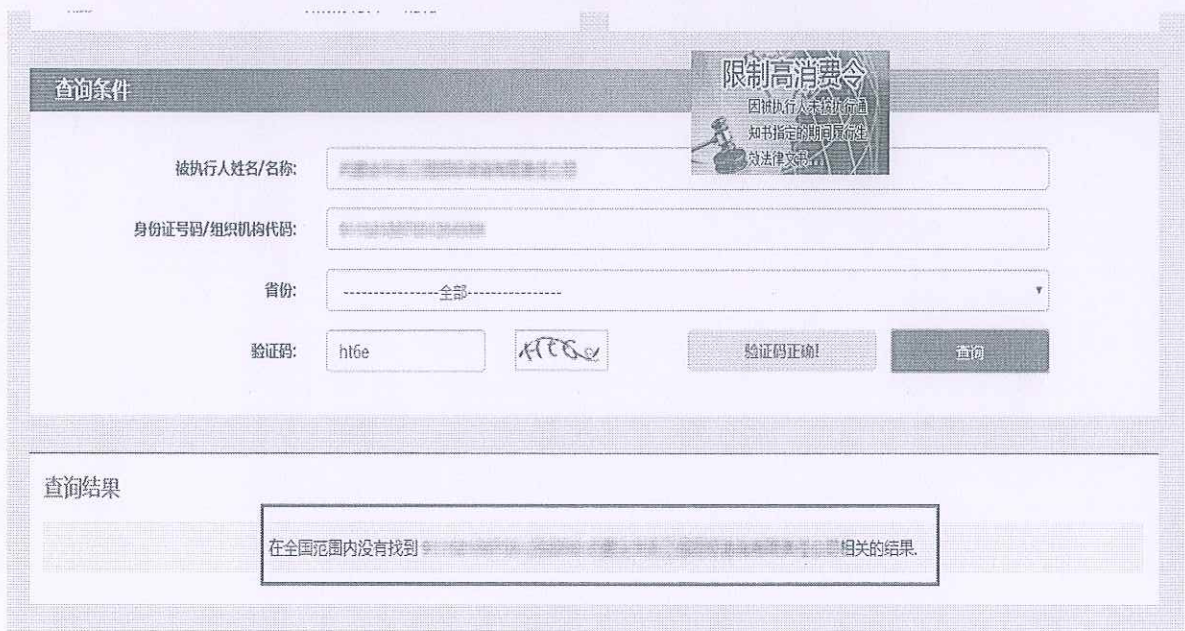 查询条件
限制高消费令
因被执行人未按执行通
知书指定的期间履行生
效法律文书
被执行人姓名/名称:
身份证号码/组织机构代码:
省份:
----------------全部----------------
验证码:
ht6e
验证码正确!
查询
查询结果
在全国范围内没有找到
相关的结果.